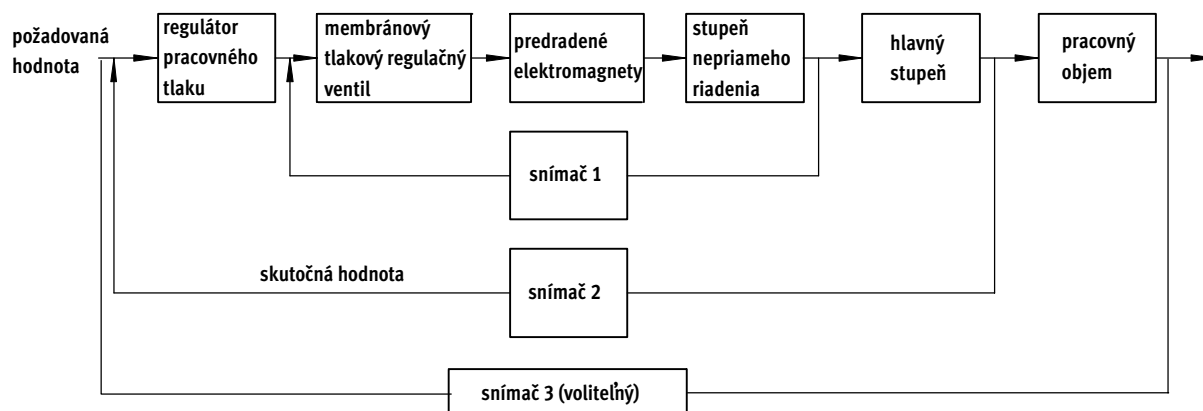 požadovaná
hodnota
regulátor
pracovného
tlaku
membránový
tlakový regulačný
ventil
predradené
elektromagnety
stupeň
nepriameho
riadenia
hlavný
stupeň
pracovný
objem
snímač 1
skutočná hodnota
snímač 2
snímač 3 (voliteľný)